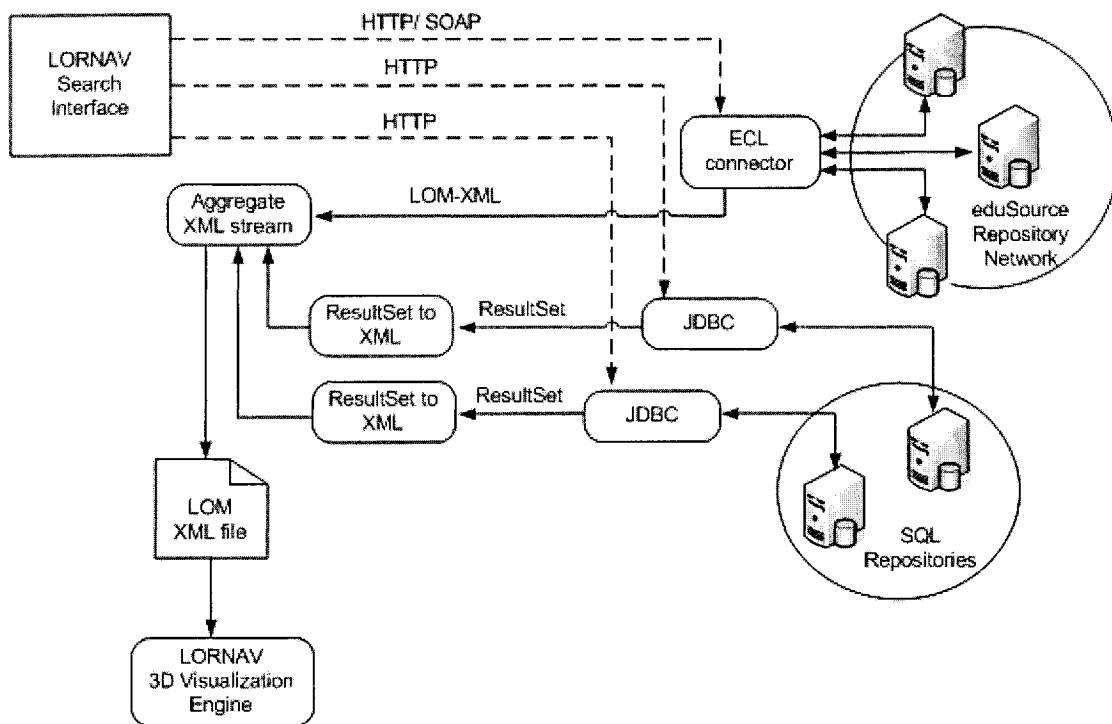 HTTP/ SOAP
LORNAV
Search
Interface
HTTP
HTTP
ECL
connector
LOM-XML
Aggregate
XML stream
eduSource
Repository
Network
ResultSet to
XML
ResultSet
JDBC
ResultSet to
XML
ResultSet
JDBC
LOM
XML file
SQL
Repositories
LORNAV
3D Visualization
Engine